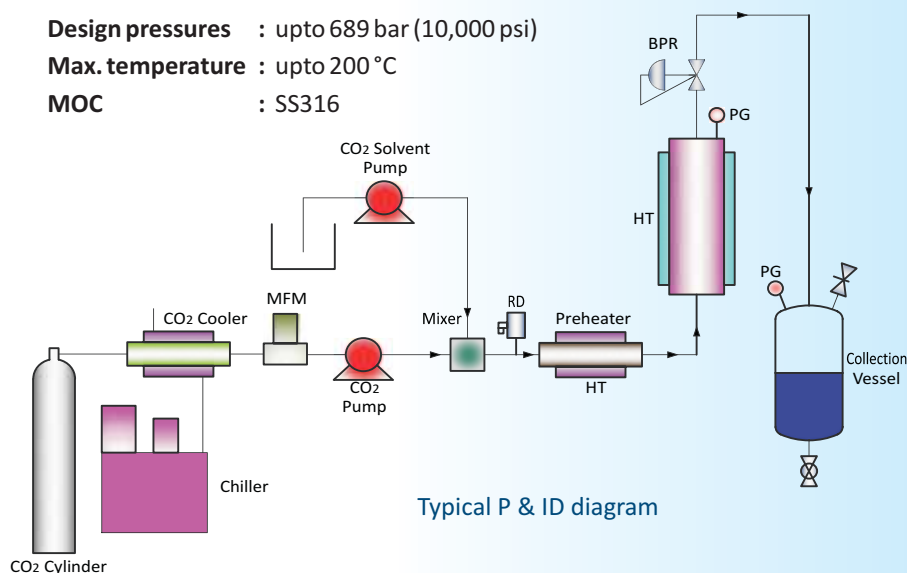 Design pressures : upto 689 bar (10,000 psi)
Max. temperature : upto 200 °C
MOC : SS316
BPR
PG
CO2 Solvent
Pump
HT
PG
MFM
RD
CO2 Cooler
Mixer
Preheater
Collection
Vessel
CO2
Pump
HT
Chiller
Typical P & ID diagram
CO2 Cylinder